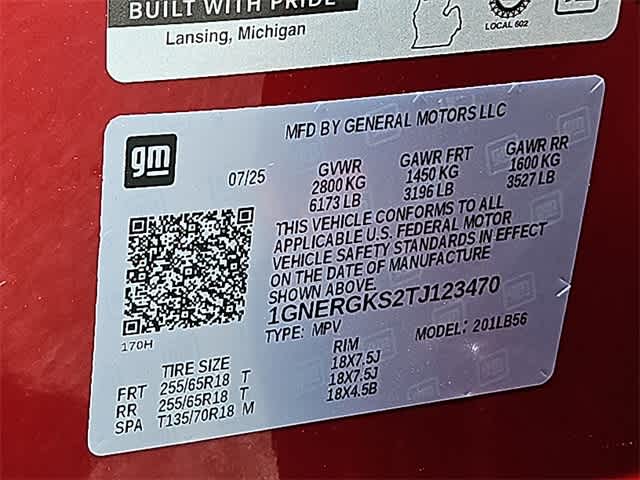 BUILT WITH PRIDE
Lansing, Michigan
LOCAL 602
MFD BY GENERAL MOTORS LLC
gm
07/25
GVWR GAWR FRT GAWR RR
2800 KG 1450 KG 1600 KG
6173 LB 3196 LB 3527 LB
THIS VEHICLE CONFORMS TO ALL
APPLICABLE U.S. FEDERAL MOTOR
VEHICLE SAFETY STANDARDS IN EFFECT
ON THE DATE OF MANUFACTURE
SHOWN ABOVE.
1GNERGKS2TJ123470
TYPE: MPV MODEL: 201LB56
170H
TIRE SIZE RIM
FRT 255/65R18 T 18X7.5J
RR 255/65R18 T 18X7.5J
SPA T135/70R18 M 18X4.5B